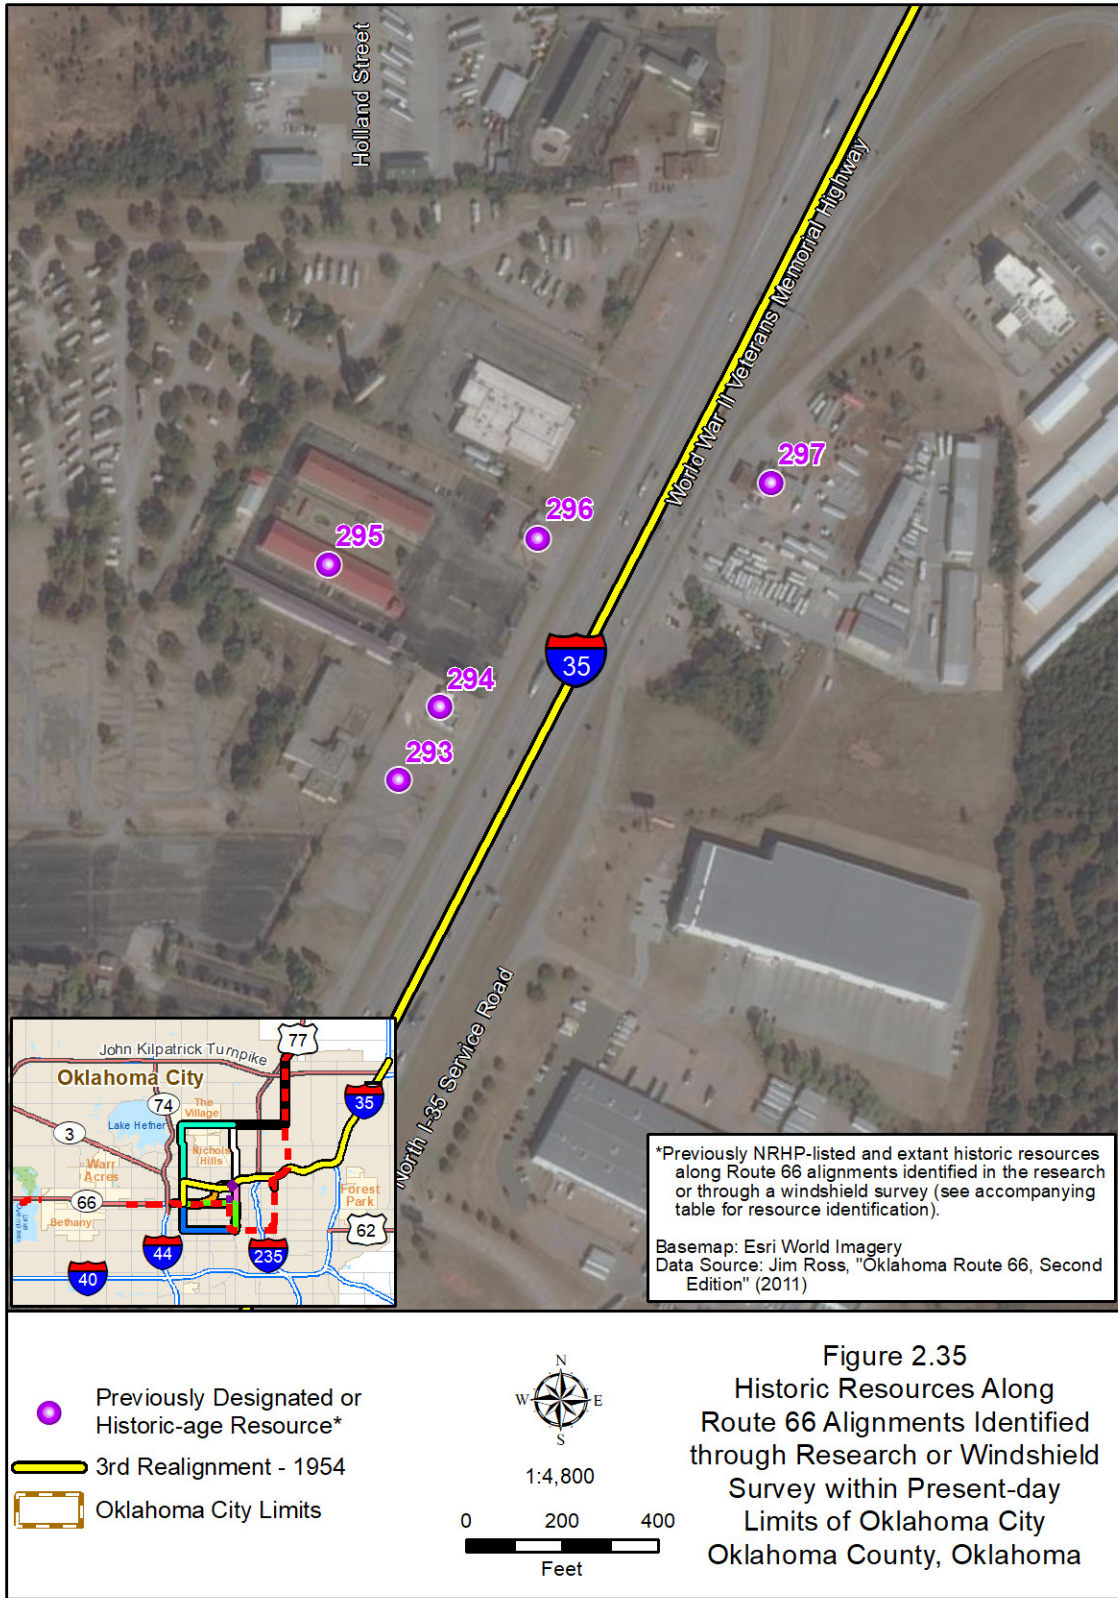 Holland Street
World War II Veterans Memorial Highway
297
296
295
35
294
293
North I-35 Service Road
77
John Kilpatrick Turnpike
Oklahoma City
35
74
The
Village
Lake Hefner
3
Nichols
Hills
Warr
Acres
66
Forest
Park
Bethany
62
44
235
40
*Previously NRHP-listed and extant historic resources
along Route 66 alignments identified in the research
or through a windshield survey (see accompanying
table for resource identification).
Basemap: Esri World Imagery
Data Source: Jim Ross, "Oklahoma Route 66, Second
Edition" (2011)
Previously Designated or
Historic-age Resource*
3rd Realignment - 1954
Oklahoma City Limits
N
W E
S
1:4,800
0 200 400
Feet
Figure 2.35
Historic Resources Along
Route 66 Alignments Identified
through Research or Windshield
Survey within Present-day
Limits of Oklahoma City
Oklahoma County, Oklahoma